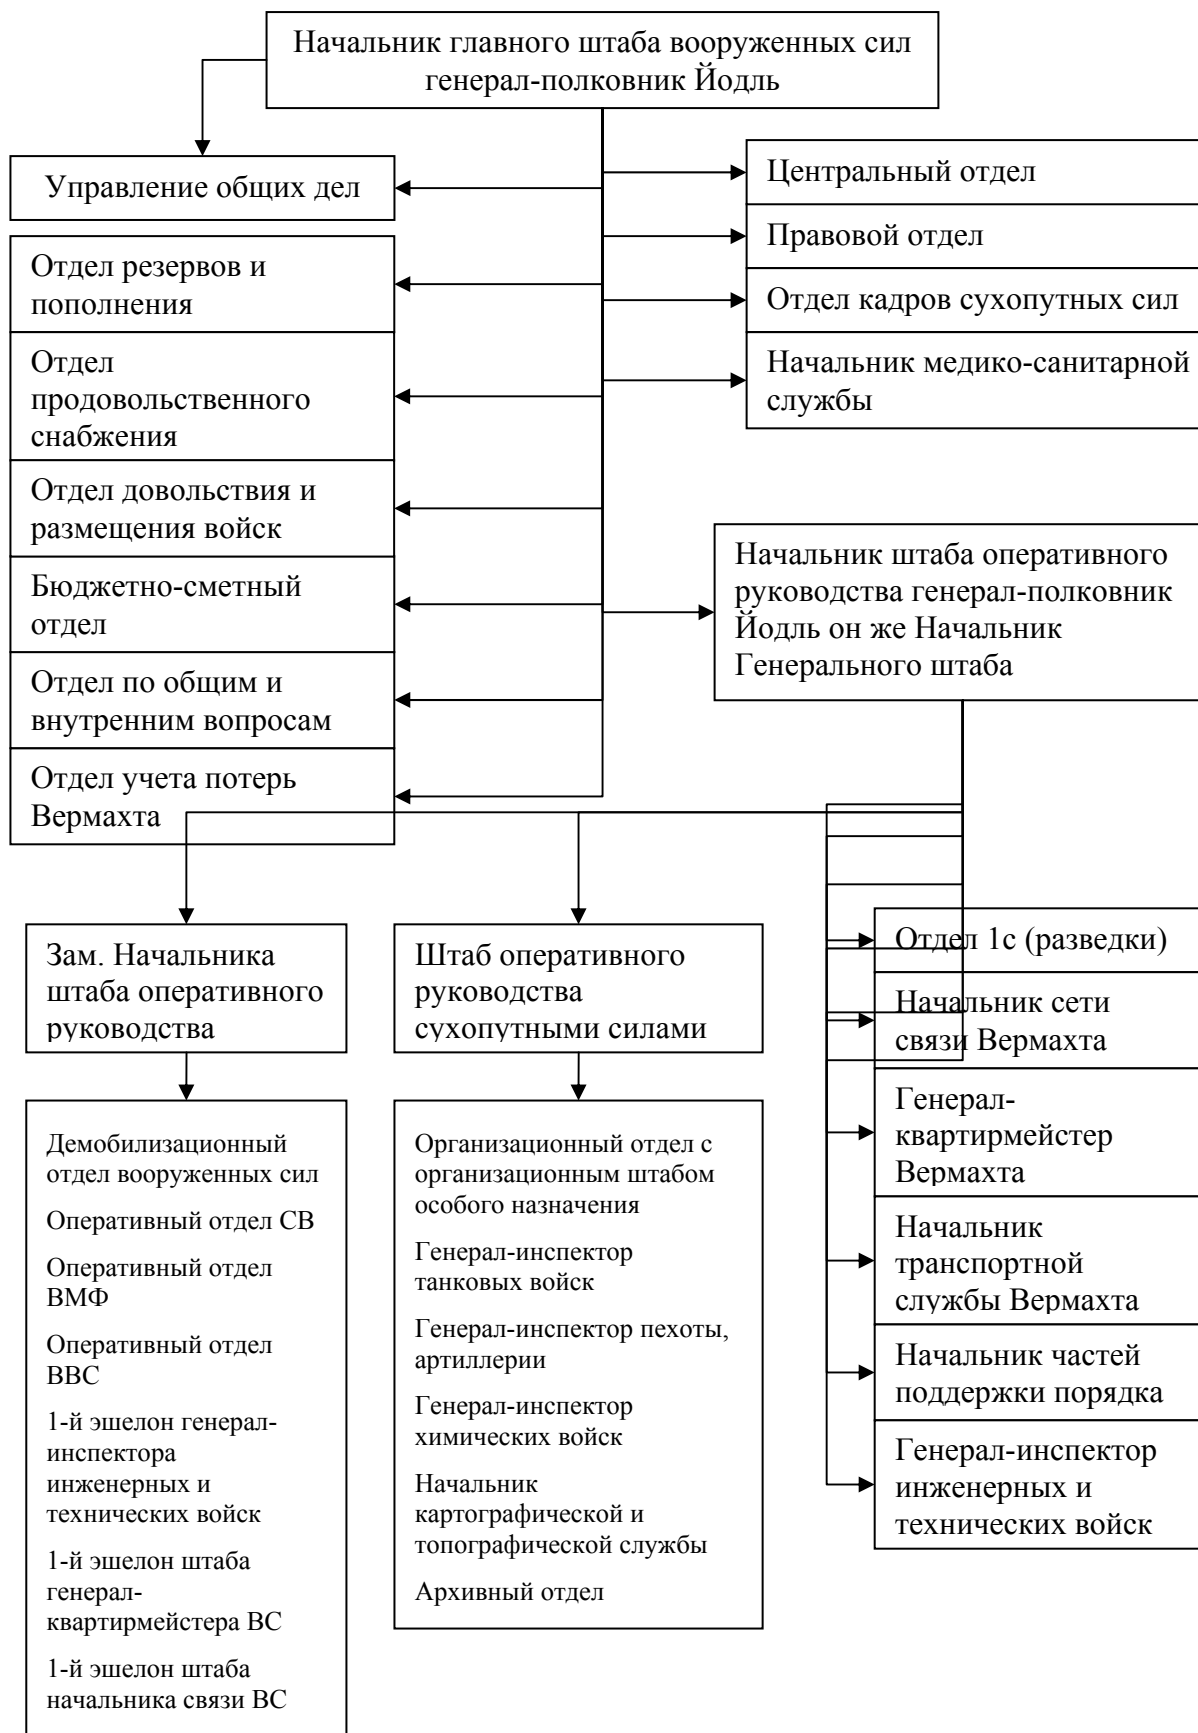 Начальник главного штаба вооруженных сил
генерал-полковник Йодль
Управление общих дел
Отдел резервов и
пополнения
Отдел
продовольственного
снабжения
Отдел довольствия и
размещения войск
Бюджетно-сметный
отдел
Отдел по общим и
внутренним вопросам
Отдел учета потерь
Вермахта
Центральный отдел
Правовой отдел
Отдел кадров сухопутных сил
Начальник медико-санитарной
службы
Начальник штаба оперативного
руководства генерал-полковник
Йодль он же Начальник
Генерального штаба
Зам. Начальника
штаба оперативного
руководства
Штаб оперативного
руководства
сухопутными силами
Отдел 1с (разведки)
Начальник сети
связи Вермахта
Генерал-
квартирмейстер
Вермахта
Начальник
транспортной
службы Вермахта
Начальник частей
поддержки порядка
Генерал-инспектор
инженерных и
технических войск
Демобилизационный
отдел вооруженных сил
Оперативный отдел СВ
Оперативный отдел
ВМФ
Оперативный отдел
ВВС
1-й эшелон генерал-
инспектора
инженерных и
технических войск
1-й эшелон штаба
генерал-
квартирмейстера ВС
1-й эшелон штаба
начальника связи ВС
Организационный отдел с
организационным штабом
особого назначения
Генерал-инспектор
танковых войск
Генерал-инспектор пехоты,
артиллерии
Генерал-инспектор
химических войск
Начальник
картографической и
топографической службы
Архивный отдел